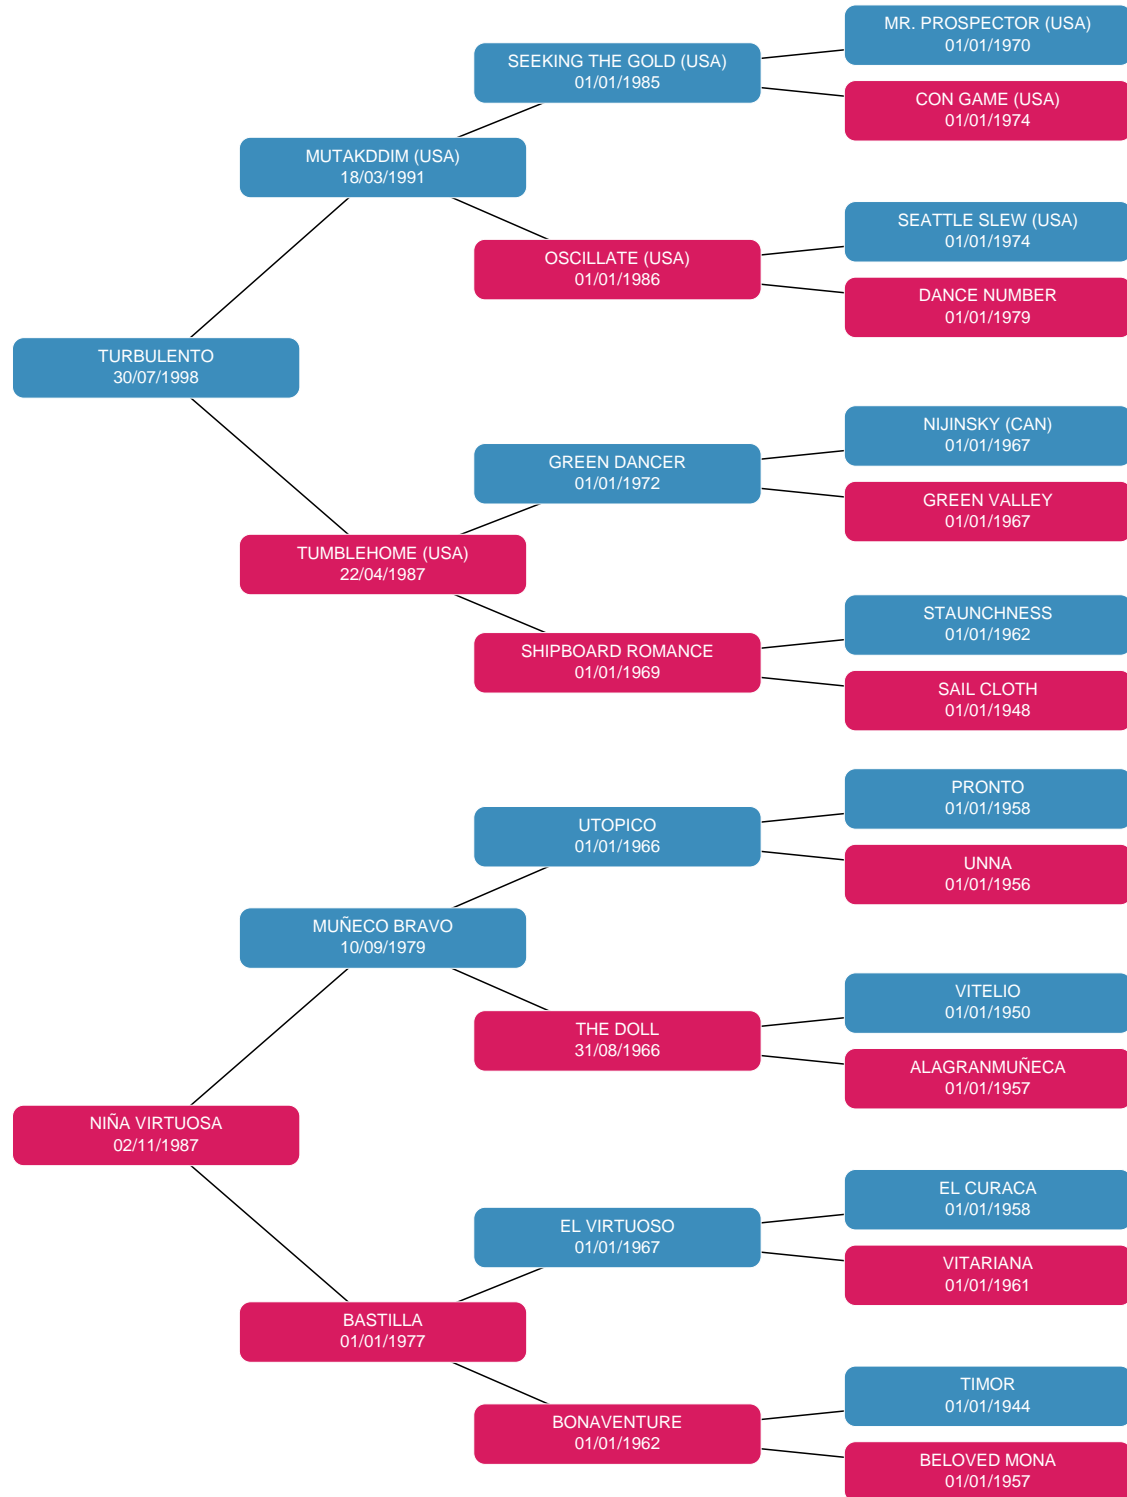 MR. PROSPECTOR (USA)
01/01/1970
SEEKING THE GOLD (USA)
01/01/1985
CON GAME (USA)
01/01/1974
MUTAKDDIM (USA)
18/03/1991
SEATTLE SLEW (USA)
01/01/1974
OSCILLATE (USA)
01/01/1986
DANCE NUMBER
01/01/1979
TURBULENTO
30/07/1998
NIJINSKY (CAN)
01/01/1967
GREEN DANCER
01/01/1972
GREEN VALLEY
01/01/1967
TUMBLEHOME (USA)
22/04/1987
STAUNCHNESS
01/01/1962
SHIPBOARD ROMANCE
01/01/1969
SAIL CLOTH
01/01/1948
PRONTO
01/01/1958
UTOPICO
01/01/1966
UNNA
01/01/1956
MUÑECO BRAVO
10/09/1979
VITELIO
01/01/1950
THE DOLL
31/08/1966
ALAGRANMUÑECA
01/01/1957
NIÑA VIRTUOSA
02/11/1987
EL CURACA
01/01/1958
EL VIRTUOSO
01/01/1967
VITARIANA
01/01/1961
BASTILLA
01/01/1977
TIMOR
01/01/1944
BONAVENTURE
01/01/1962
BELOVED MONA
01/01/1957